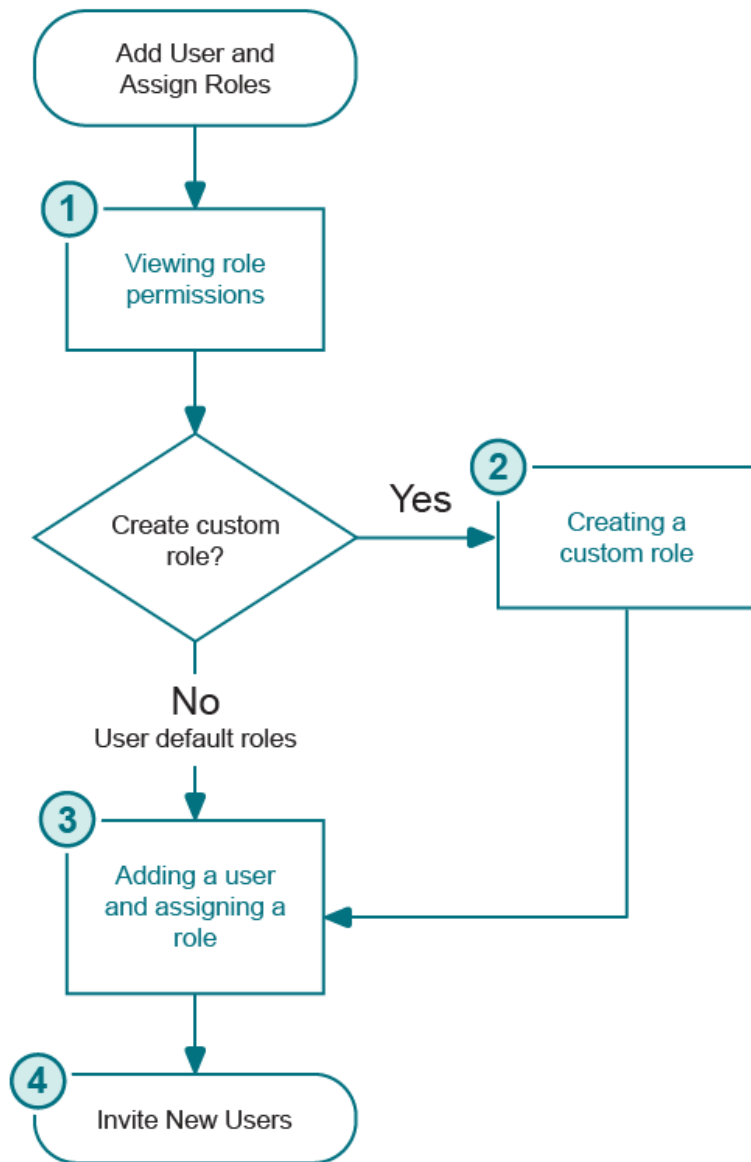 Add User and
Assign Roles
1
Viewing role
permissions
Create custom
role?
Yes
2
Creating a
custom role
No
User default roles
3
Adding a user
and assigning a
role
4
Invite New Users